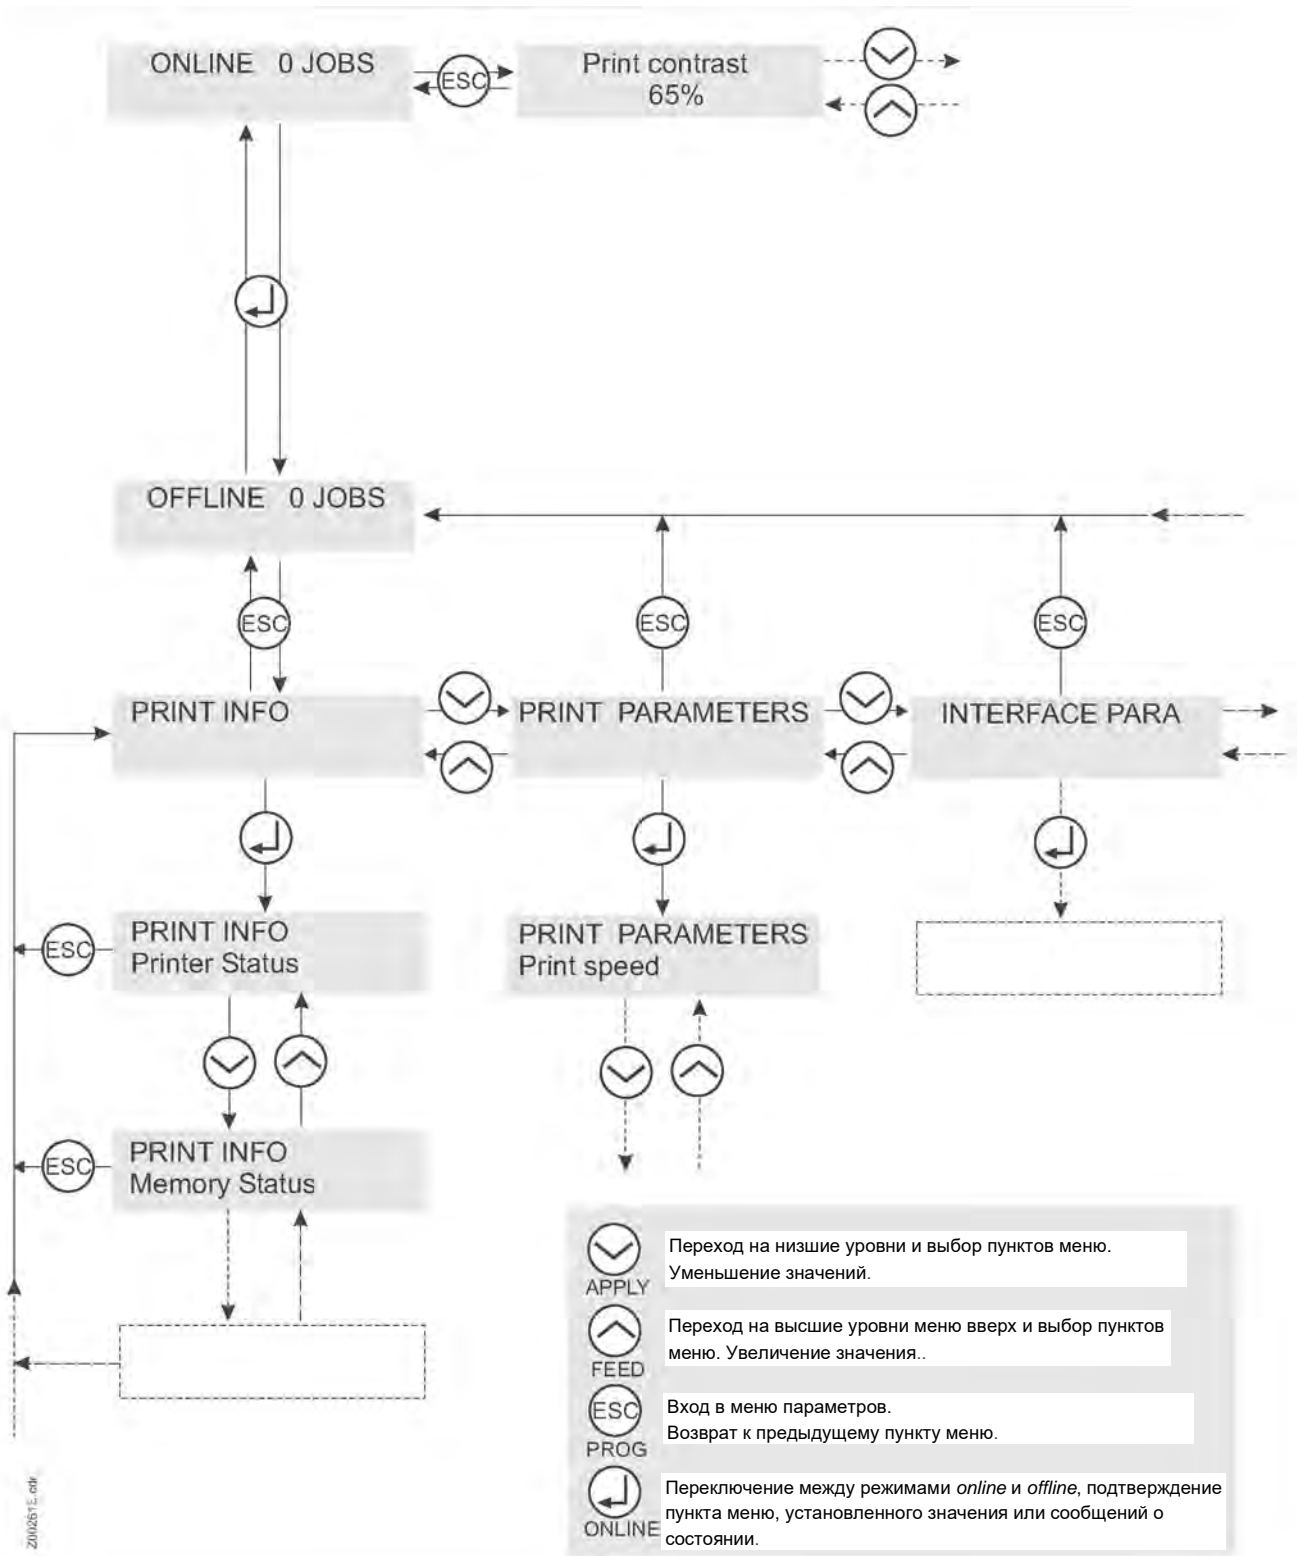 ONLINE 0 JOBS
ESC
Print contrast
65%
OFFLINE 0 JOBS
ESC
ESC
ESC
PRINT INFO
PRINT PARAMETERS
INTERFACE PARA
ESC
PRINT INFO
Printer Status
PRINT PARAMETERS
Print speed
ESC
PRINT INFO
Memory Status
APPLY
Переход на низшие уровни и выбор пунктов меню.
Уменьшение значений.
FEED
Переход на высшие уровни меню вверх и выбор пунктов
меню. Увеличение значения..
ESC
PROG
Вход в меню параметров.
Возврат к предыдущему пункту меню.
ONLINE
Переключение между режимами online и offline, подтверждение
пункта меню, установленного значения или сообщений о
состоянии.
Z00261E.cdr